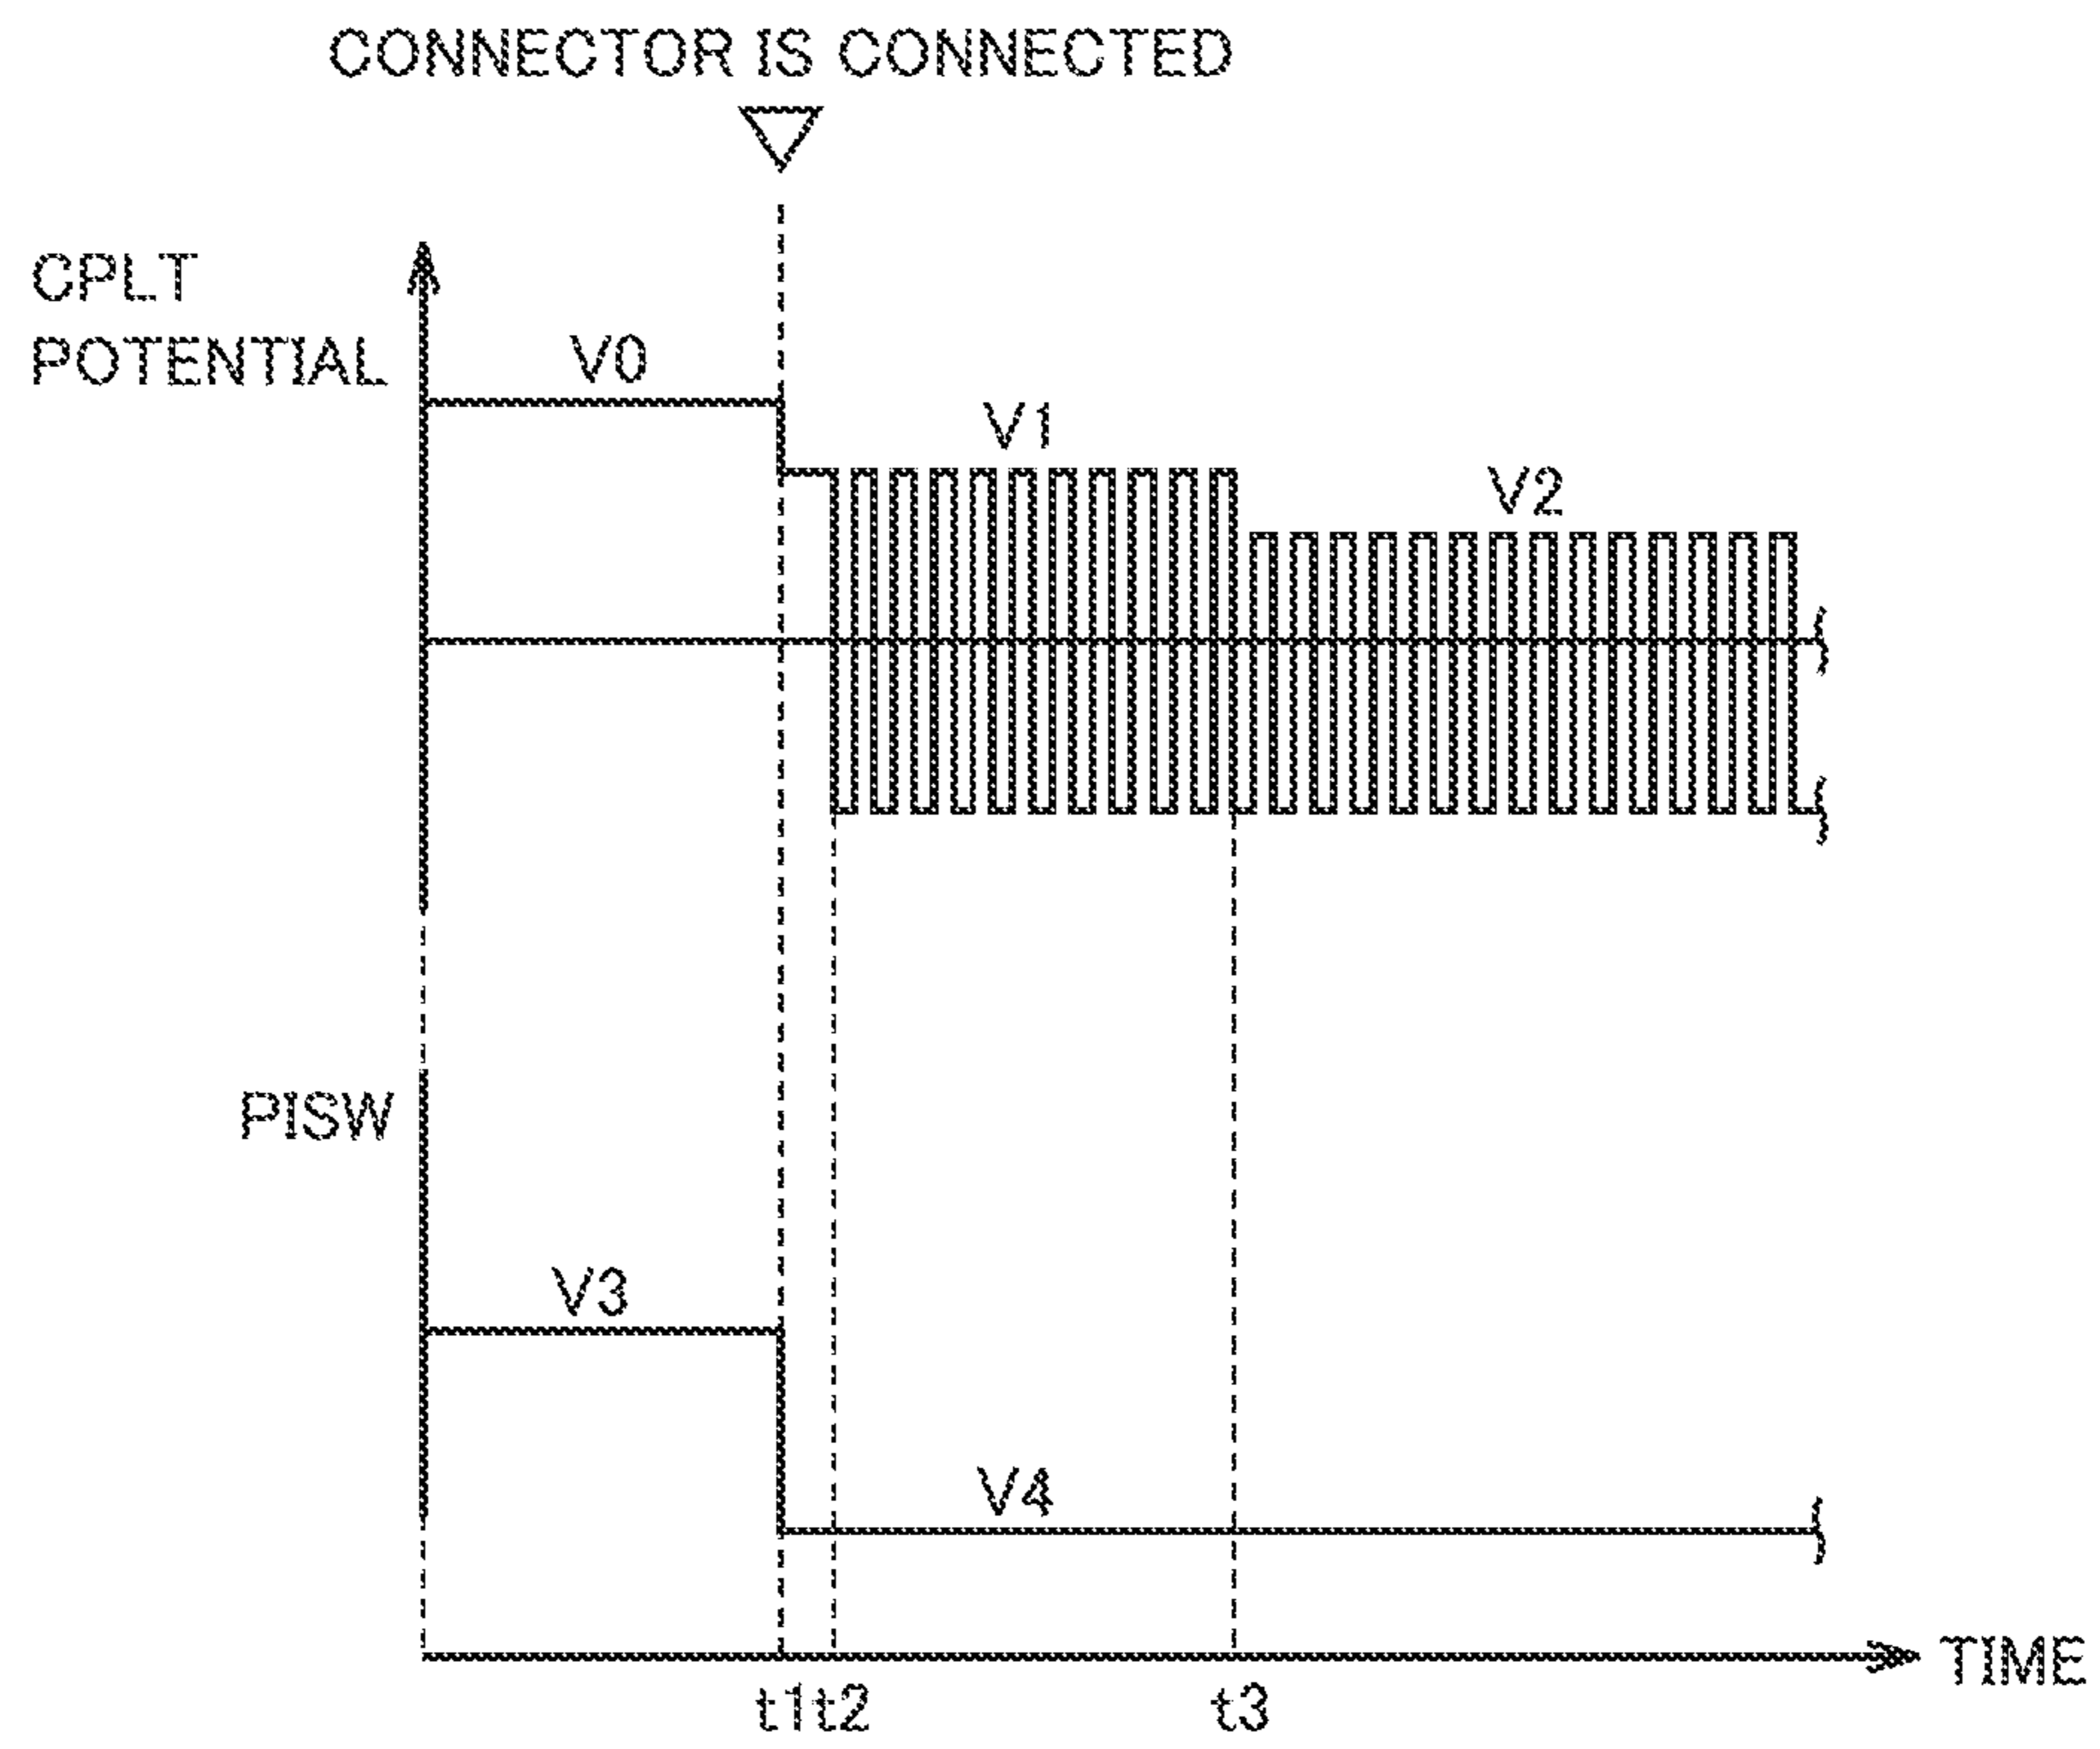 CONNECTOR IS CONNECTED
CPLT
POTENTIAL
V0
V1
V2
PISW
V3
V4
TIME
t1t2
t3